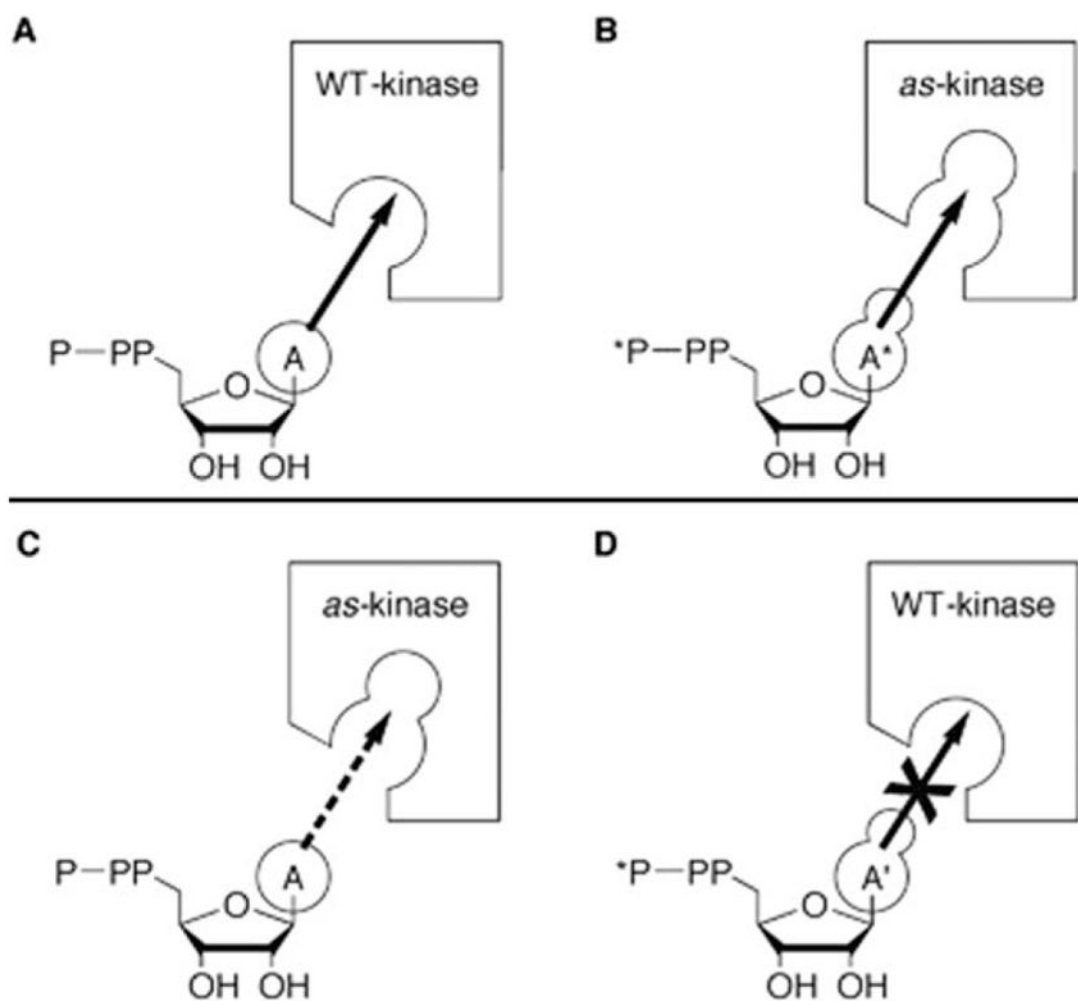 A
WT-kinase
P—PP
A
O
OH OH
B
as-kinase
*P—PP
A*
O
OH OH
C
as-kinase
P—PP
A
O
OH OH
D
WT-kinase
*P—PP
A'
O
OH OH